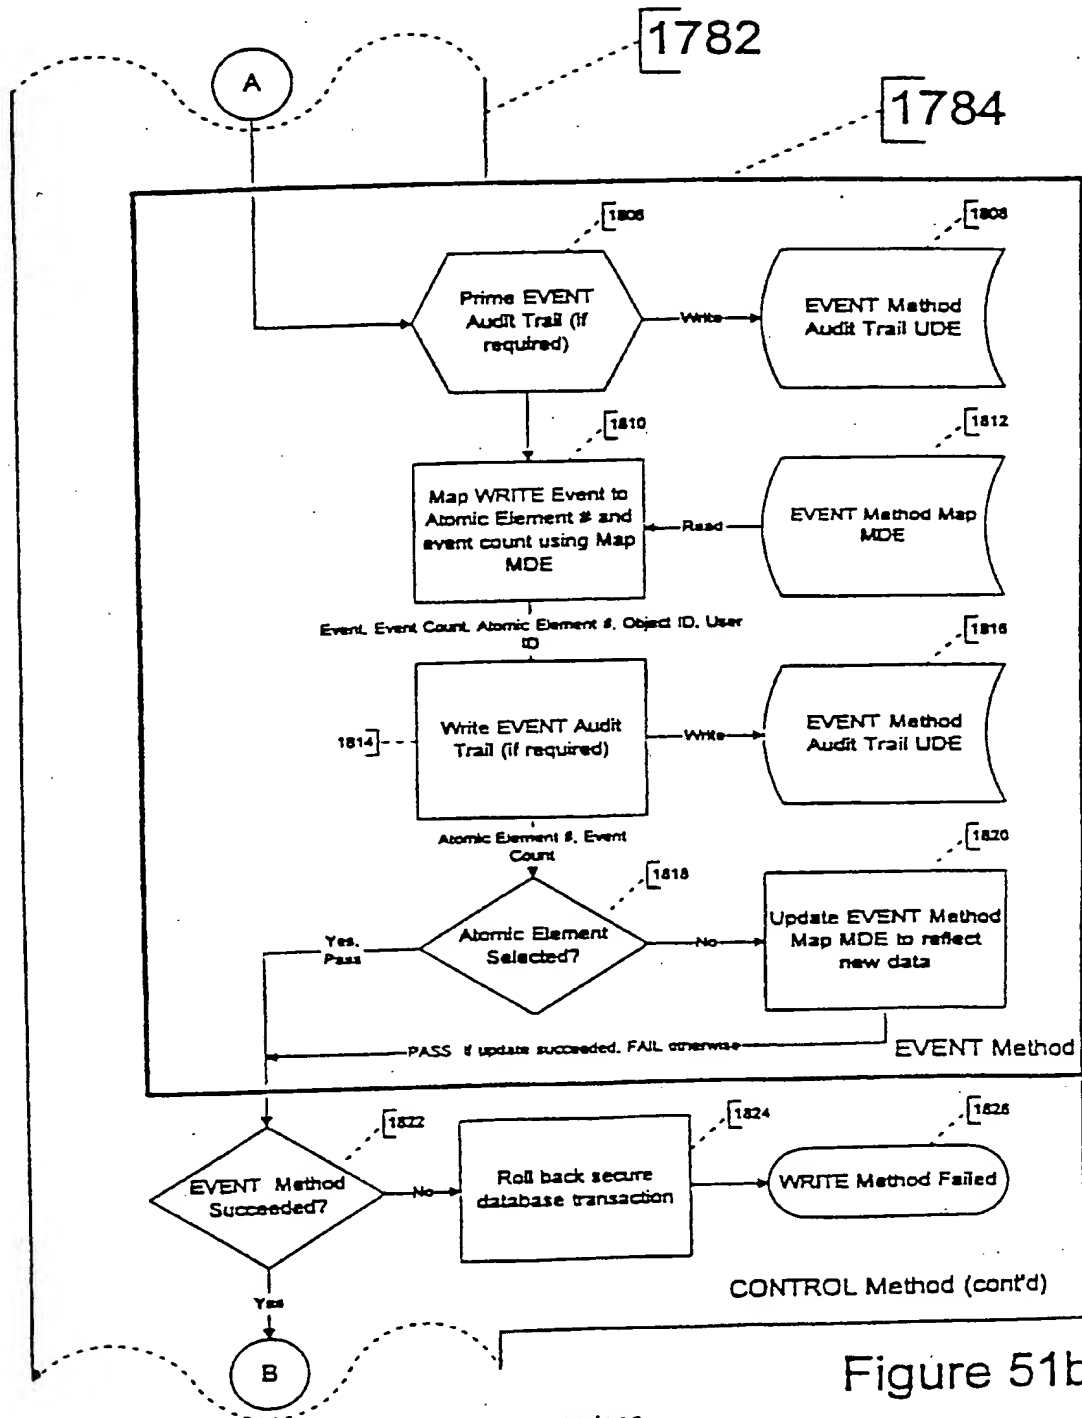 1782
A
1784
1806
1808
Prime EVENT
Audit Trail (if
required)
Write
EVENT Method
Audit Trail UDE
1810
1812
Map WRITE Event to
Atomic Element # and
event count using Map
MDE
Read
EVENT Method Map
MDE
Event, Event Count, Atomic Element #, Object ID, User
ID
1816
1814
Write EVENT Audit
Trail (if required)
Write
EVENT Method
Audit Trail UDE
Atomic Element #, Event
Count
1818
1820
Yes,
Pass
Atomic Element
Selected?
No
Update EVENT Method
Map MDE to reflect
new data
PASS if update succeeded, FAIL otherwise
EVENT Method
1822
1824
1826
EVENT Method
Succeeded?
No
Roll back secure
database transaction
WRITE Method Failed
Yes
CONTROL Method (cont'd)
B
Figure 51b